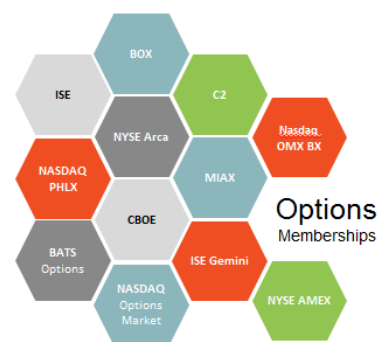 BOX
ISE
C2
NYSE Arca
Nasdaq
OMX BX
NASDAQ
PHLX
MIAX
CBOE
Options
Memberships
BATS
Options
ISE Gemini
NASDAQ
Options
Market
NYSE AMEX